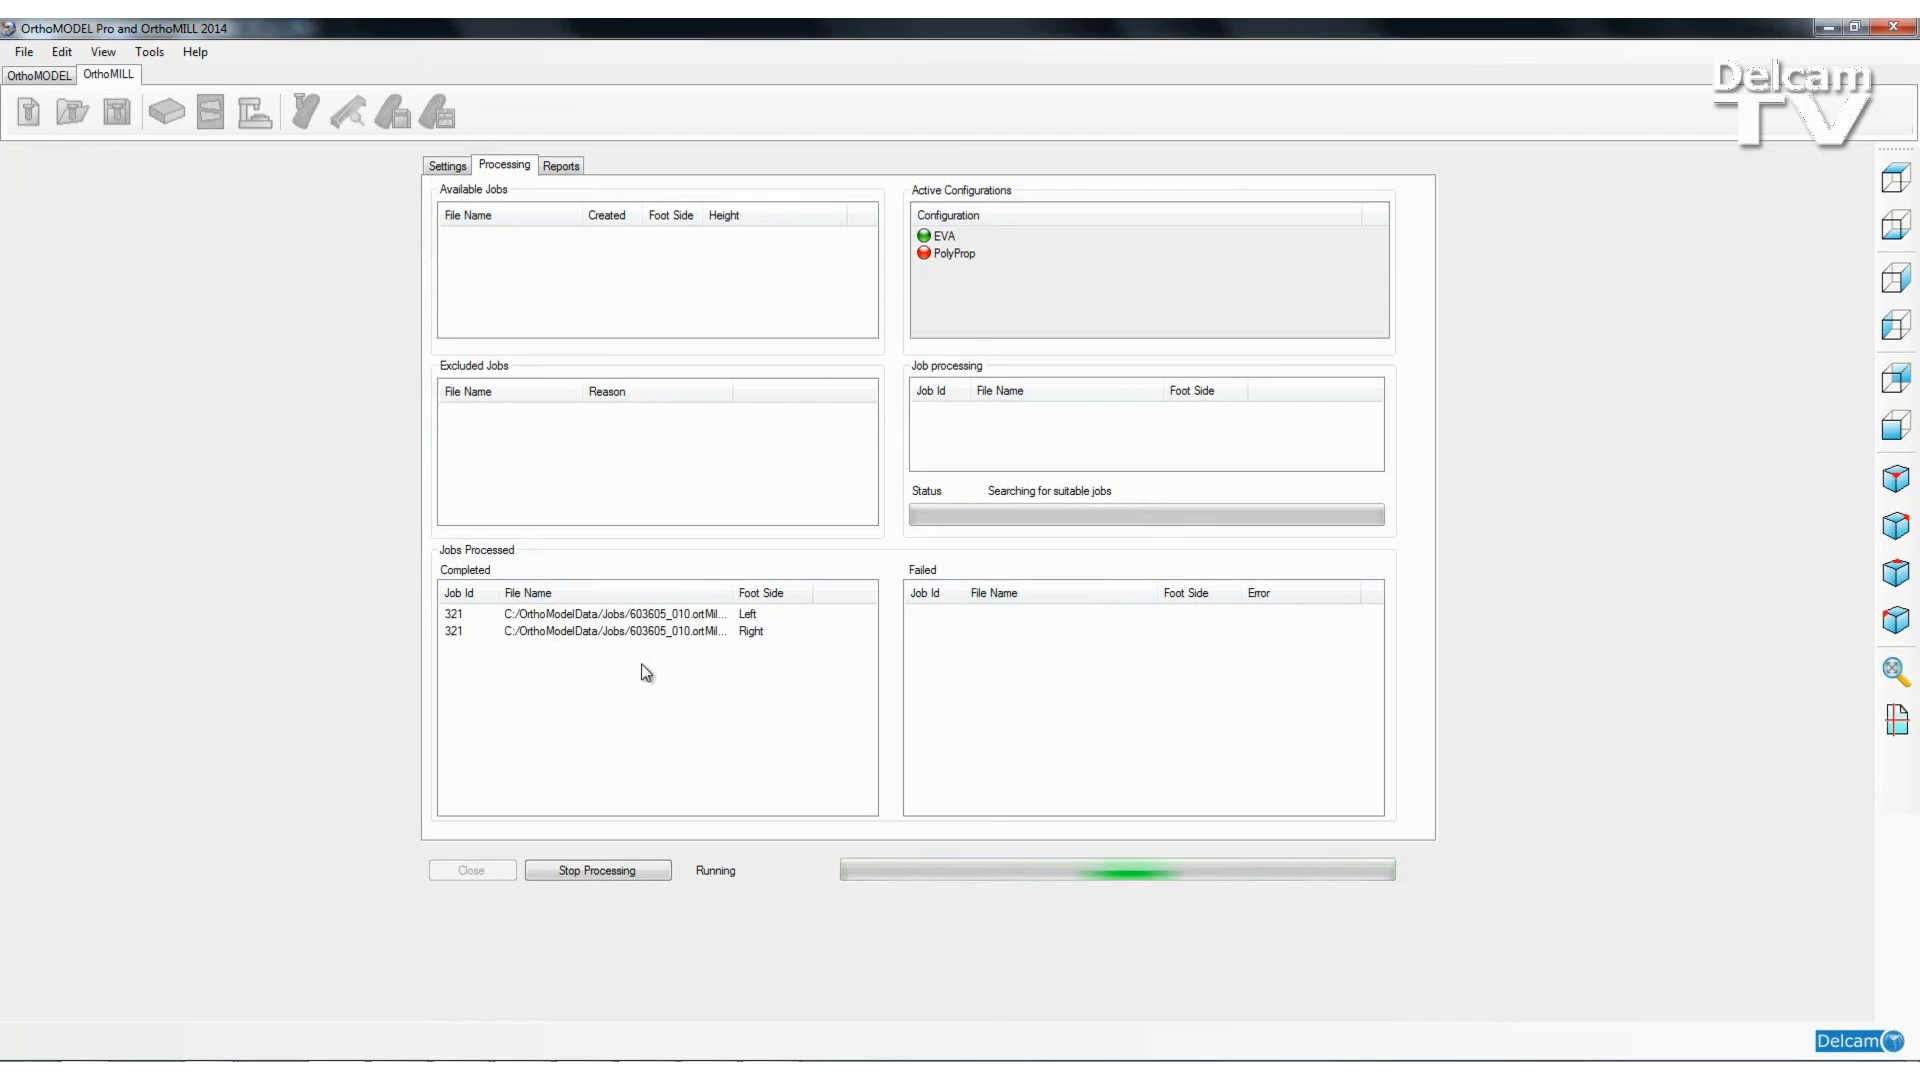 OrthoMODEL Pro and OrthoMILL 2014
File Edit View Tools Help
OrthoMODEL OrthoMILL
Delcam
TV
Settings Processing Reports
Available Jobs
File Name Created Foot Side Height
Active Configurations
Configuration
EVA
PolyProp
Excluded Jobs
File Name Reason
Job processing
Job Id File Name Foot Side
Status Searching for suitable jobs
Jobs Processed
Completed
Job Id File Name Foot Side
321 C:/OrthoModelData/Jobs/603605_010.ortMil... Left
321 C:/OrthoModelData/Jobs/603605_010.ortMil... Right
Failed
Job Id File Name Foot Side Error
Close Stop Processing Running
Delcam